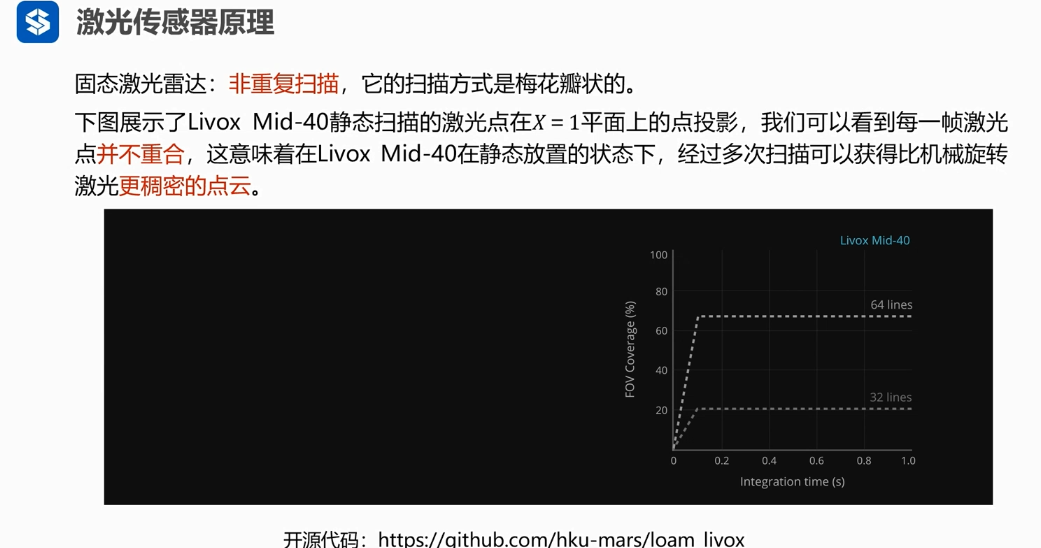 激光传感器原理
固态激光雷达：非重复扫描，它的扫描方式是梅花瓣状的。
下图展示了Livox Mid-40静态扫描的激光点在X = 1平面上的点投影，我们可以看到每一帧激光
点并不重合，这意味着在Livox Mid-40在静态放置的状态下，经过多次扫描可以获得比机械旋转
激光更稠密的点云。
Livox Mid-40
100
80
60
40
20
FOV Coverage (%)
64 lines
32 lines
0 0.2 0.4 0.6 0.8 1.0
Integration time (s)
开源代码：https://github.com/hku-mars/loam_livox